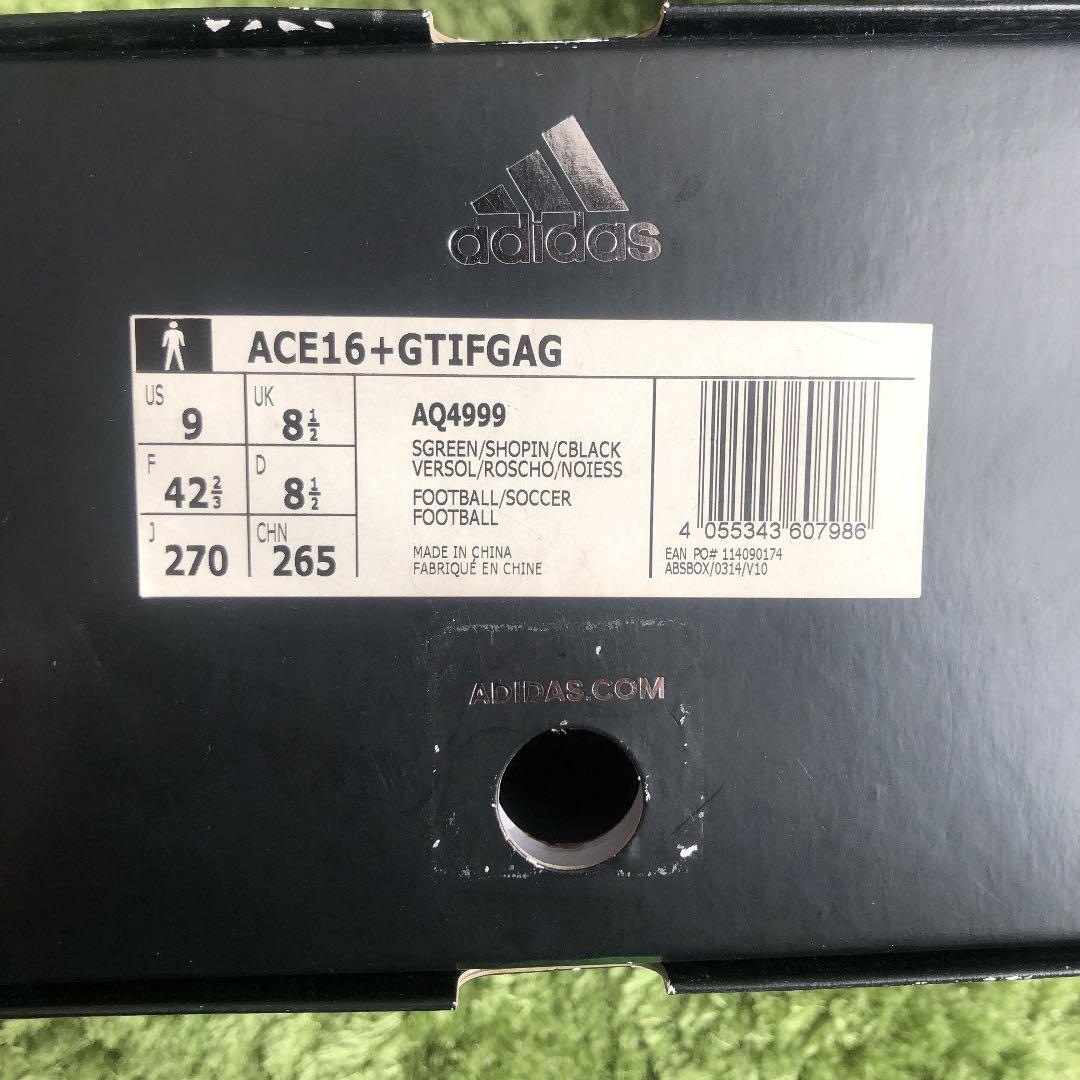 adidas
ACE16+GTIFGAG
US 9
UK 8 1/2
F 42 2/3
D 8 1/2
J 270
CHN 265
AQ4999
SGREEN/SHOPIN/CBLACK
VERSOL/ROSCHO/NOIESS
FOOTBALL/SOCCER
FOOTBALL
MADE IN CHINA
FABRIQUÉ EN CHINE
4 055343 607986
EAN PO# 114090174
ABSBOX/0314/V10
ADIDAS.COM